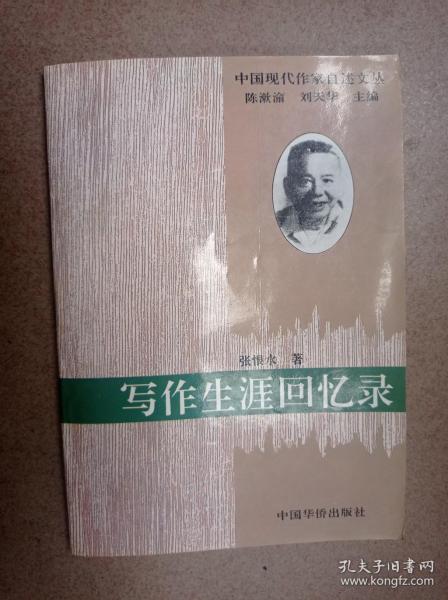 中国现代作家自述文丛
陈漱渝 刘天华 主编
张恨水 著
写作生涯回忆录
中国华侨出版社
孔夫子旧书网
www.kongfz.com